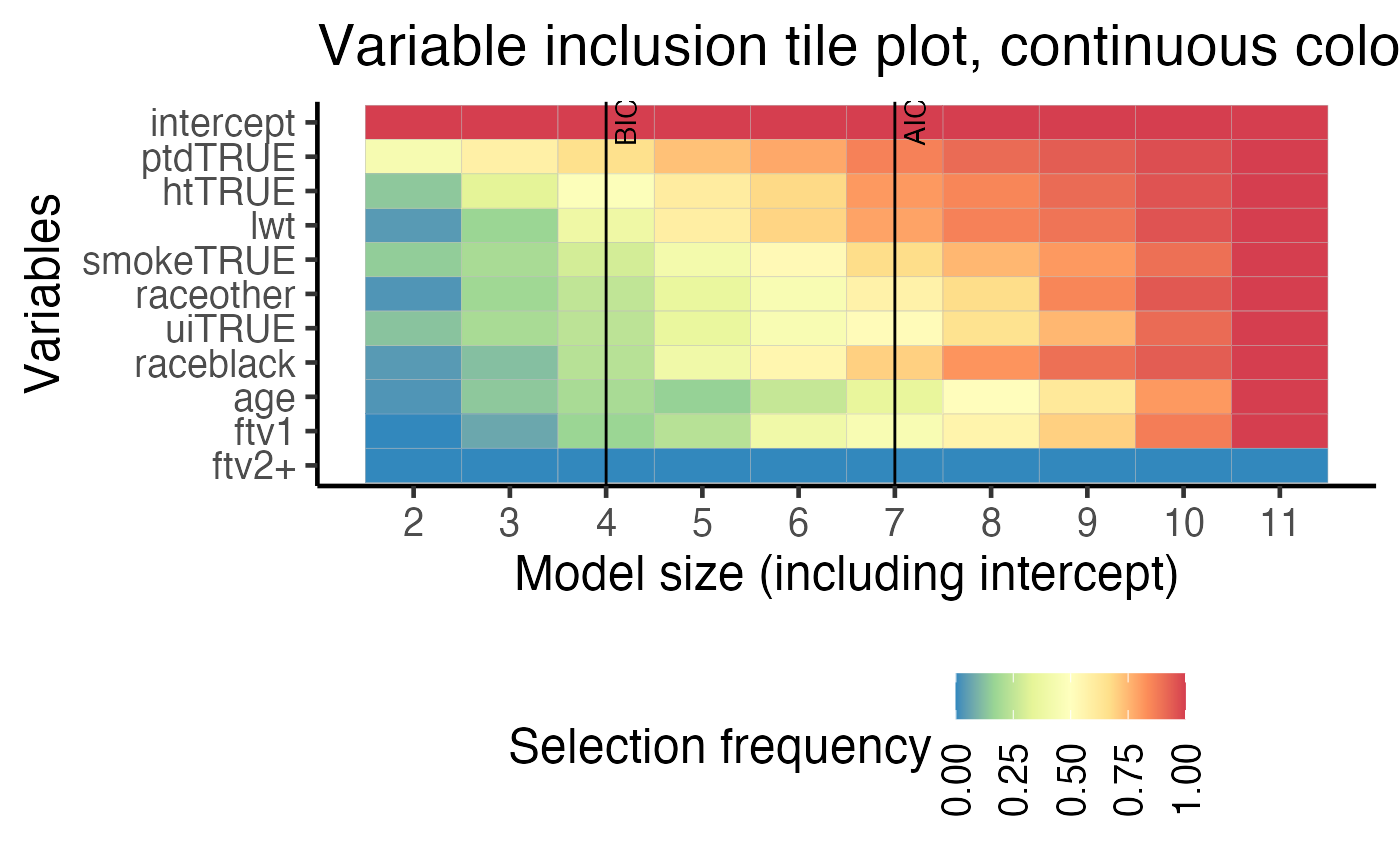 Variable inclusion tile plot, continuous colo
Variables
intercept
ptdTRUE
htTRUE
lwt
smokeTRUE
raceother
uiTRUE
raceblack
age
ftv1
ftv2+
BIC
AIC
2 3 4 5 6 7 8 9 10 11
Model size (including intercept)
Selection frequency
0.00 0.25 0.50 0.75 1.00